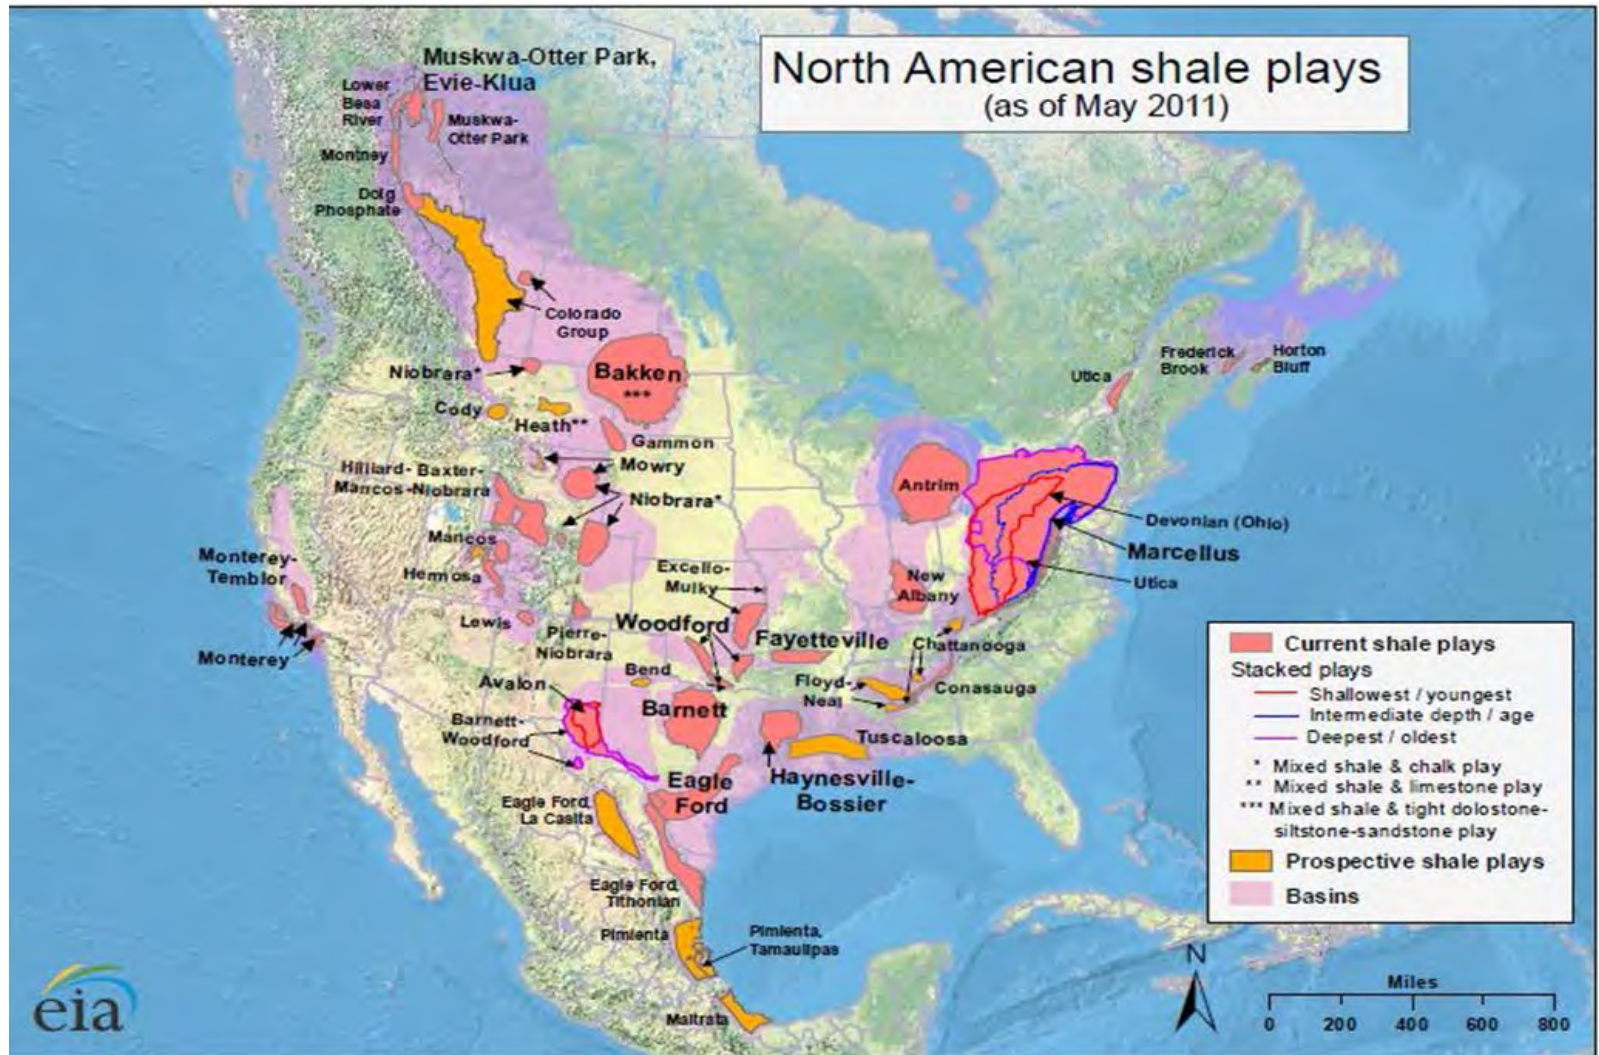 North American shale plays
(as of May 2011)
Muskwa-Otter Park,
Evie-Klua
Lower
Besa
River
Muskwa-
Otter Park
Montney
Doig
Phosphate
Colorado
Group
Niobrara*
Bakken
***
Cody
Heath**
Gammon
Mowry
Hilliard-Baxter-
Mancos-Niobrara
Niobrara*
Mancos
Hermosa
Monterey-
Temblor
Monterey
Lewis
Pierre-
Niobrara
Excello-
Mulky
Woodford
Fayetteville
Bend
Avalon
Barnett-
Woodford
Barnett
Floyd-
Neal
Chattanooga
Conasauga
Tuscaloosa
Haynesville-
Bossier
Eagle
Ford
Eagle Ford,
La Casita
Eagle Ford,
Tithonian
Pimienta
Pimienta,
Tamaulipas
Maltrata
Antrim
New
Albany
Devonian (Ohio)
Marcellus
Utica
Utica
Frederick
Brook
Horton
Bluff
Current shale plays
Stacked plays
Shallowest / youngest
Intermediate depth / age
Deepest / oldest
* Mixed shale & chalk play
** Mixed shale & limestone play
*** Mixed shale & tight dolostone-
siltstone-sandstone play
Prospective shale plays
Basins
N
Miles
0 200 400 600 800
eia